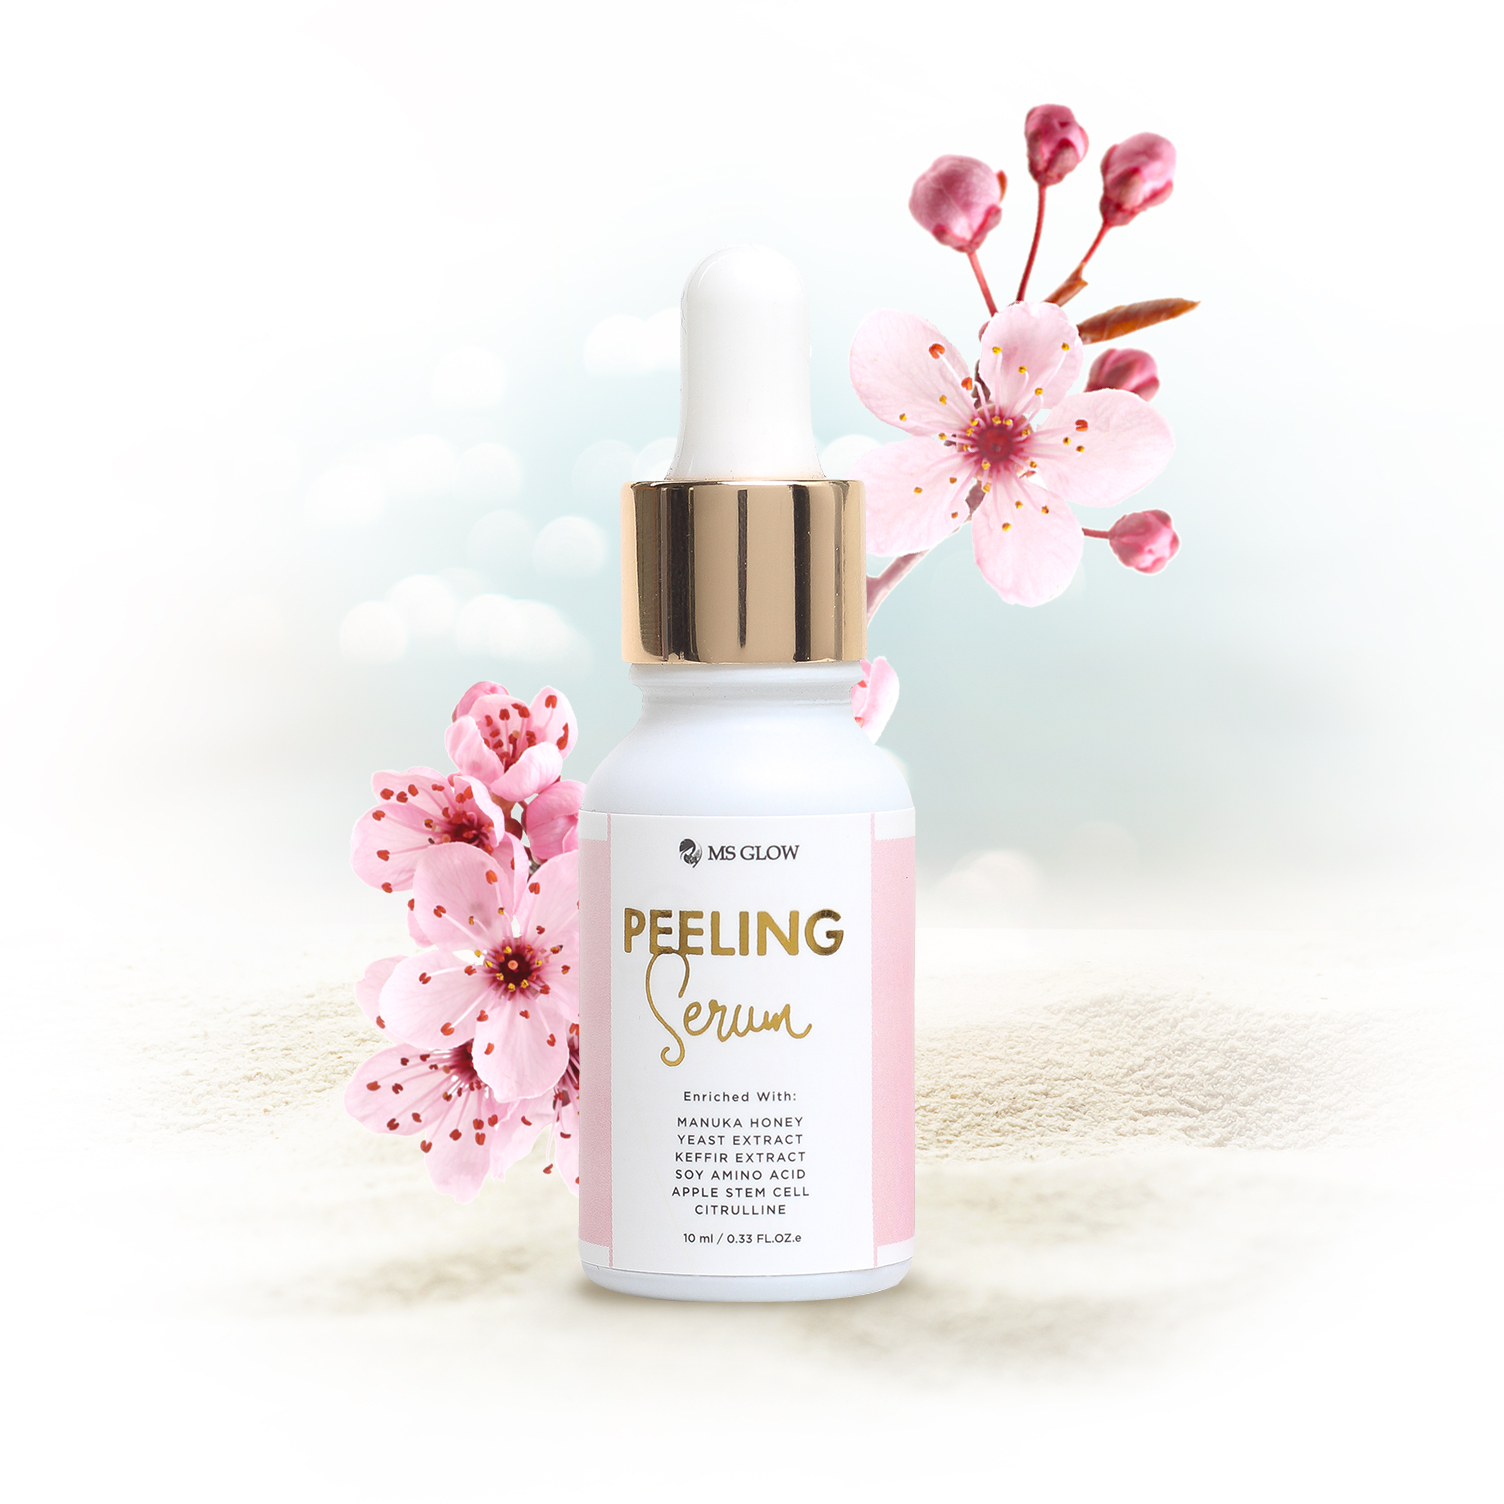 MS GLOW
PEELING
Serum
Enriched With:
MANUKA HONEY
YEAST EXTRACT
KEFFIR EXTRACT
SOY AMINO ACID
APPLE STEM CELL
CITRULLINE
10 ml / 0.33 FL.OZ.e